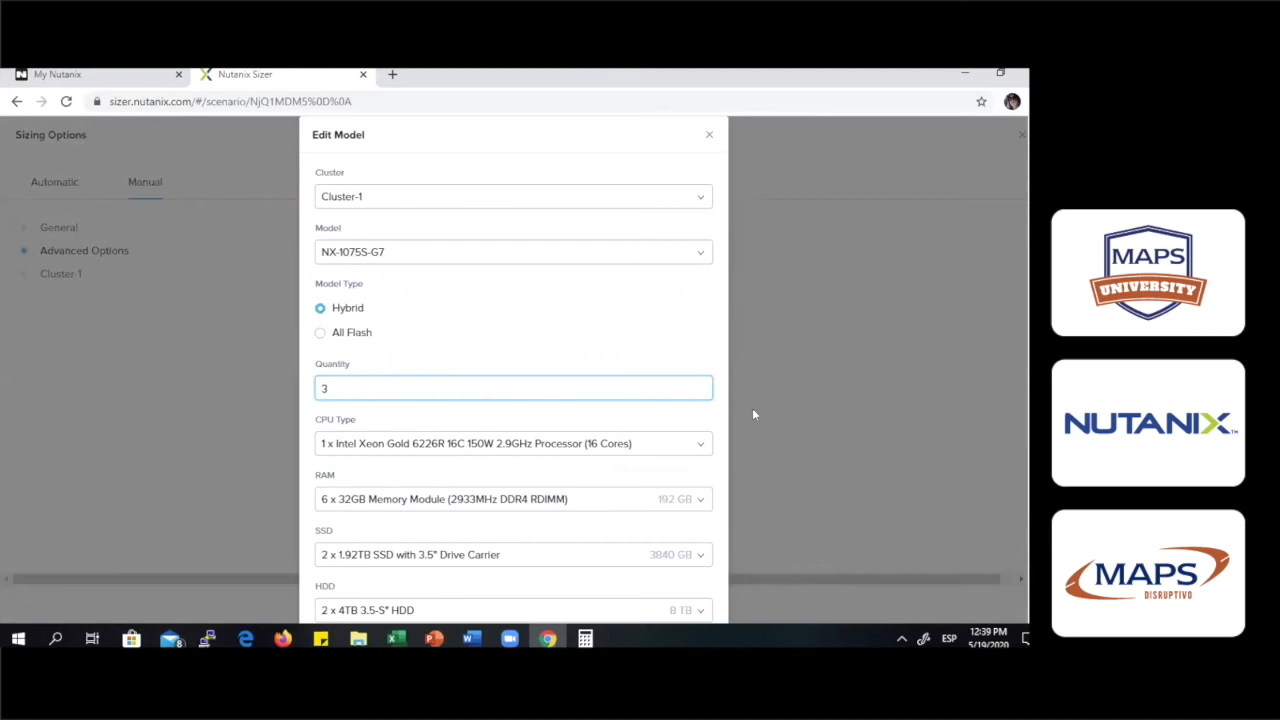 My Nutanix
Nutanix Sizer
sizer.nutanix.com/#/scenario/NjQ1MDM5%0D%0A
Sizing Options
Automatic
Manual
General
Advanced Options
Cluster-1
Edit Model
Cluster
Cluster-1
Model
NX-1075S-G7
Model Type
Hybrid
All Flash
Quantity
3
CPU Type
1 x Intel Xeon Gold 6226R 16C 150W 2.9GHz Processor (16 Cores)
RAM
6 x 32GB Memory Module (2933MHz DDR4 RDIMM) 192 GB
SSD
2 x 1.92TB SSD with 3.5" Drive Carrier 3840 GB
HDD
2 x 4TB 3.5-S" HDD 8 TB
8
ESP
12:39 PM
5/19/2020
MAPS
UNIVERSITY
NUTANIX™
MAPS
DISRUPTIVO